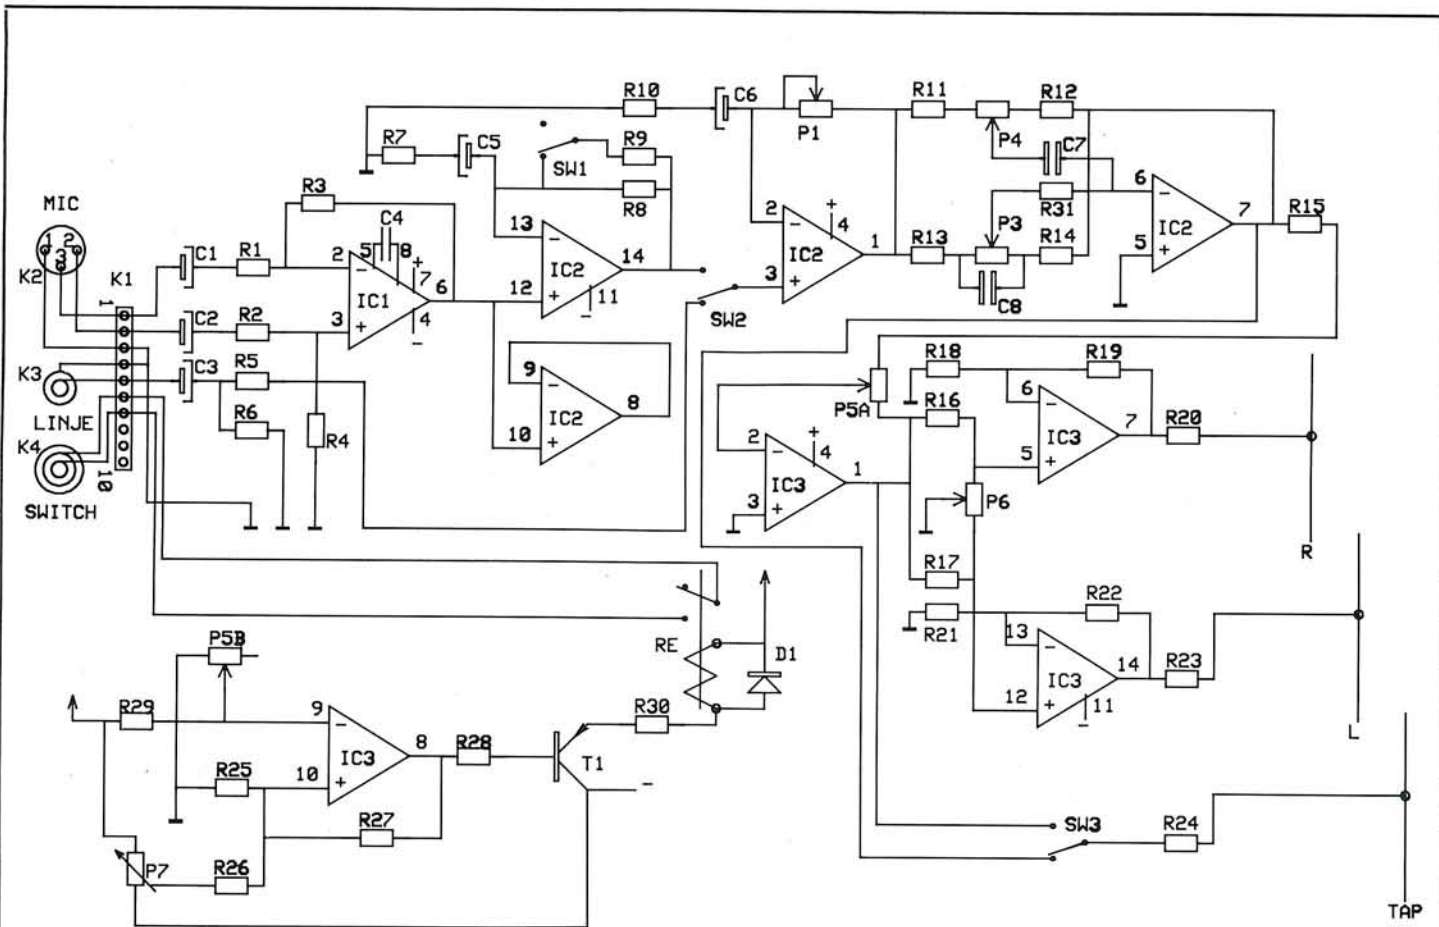 R10 C6 R11 R12
P1 P4
R7 C5 R9 C7
SW1
R3 R8 R31 6
MIC C4 13 2 4 P3 IC2 7 R15
1 2 3 5 8 14 IC2 1 R13 R14 5
K2 K1 C1 R1 2 7 IC2
1 IC1 6 12 11 3 C8
C2 R2 3 4 SW2
K3 C3 R5 9 R18 R19
LINJE R6 IC2 8 P5A R16 6
K4 R4 10 2 4 IC3 7 R20
10 1 5
SWITCH IC3 P6
3
R
R17
R22
R21 13
P5B RE D1 14 R23
IC3
R29 9 R30 12 11
L
8 R28
IC3 T1
R25 10
R27 SW3 R24
P7 R26
TAP